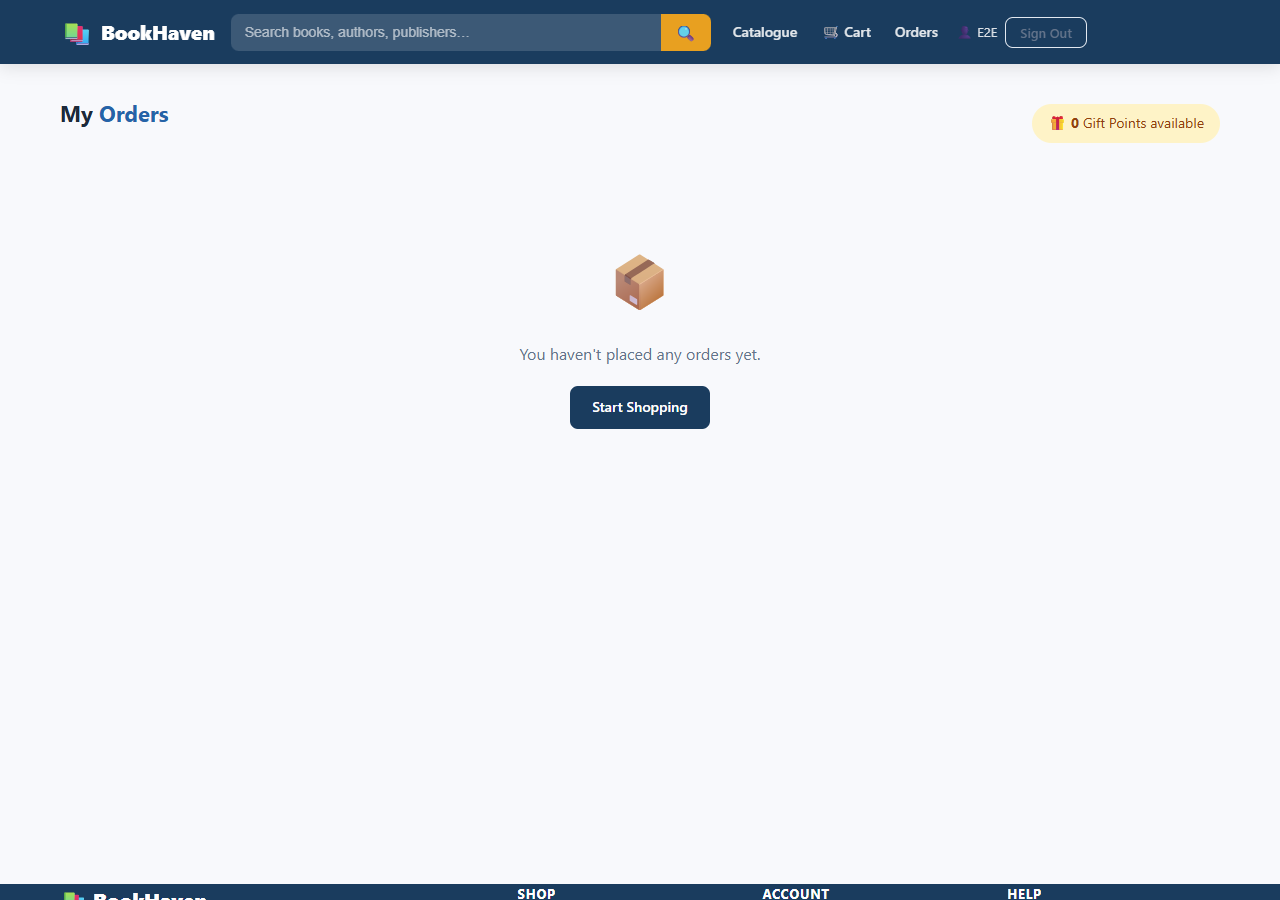 BookHaven
Search books, authors, publishers...
Catalogue
Cart
Orders
E2E
Sign Out
My Orders
0 Gift Points available
You haven't placed any orders yet.
Start Shopping
BookHaven
SHOP
ACCOUNT
HELP